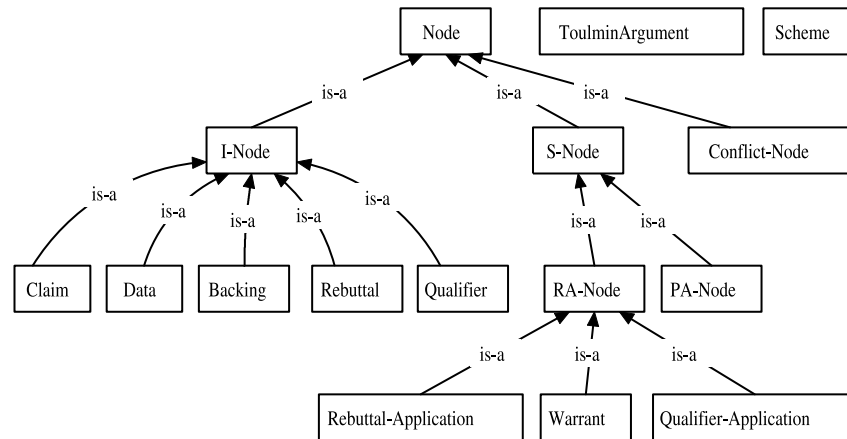 Node
ToulminArgument
Scheme
is-a
is-a
is-a
I-Node
S-Node
Conflict-Node
is-a
is-a
is-a
is-a
is-a
is-a
is-a
Claim
Data
Backing
Rebuttal
Qualifier
RA-Node
PA-Node
is-a
is-a
is-a
Rebuttal-Application
Warrant
Qualifier-Application